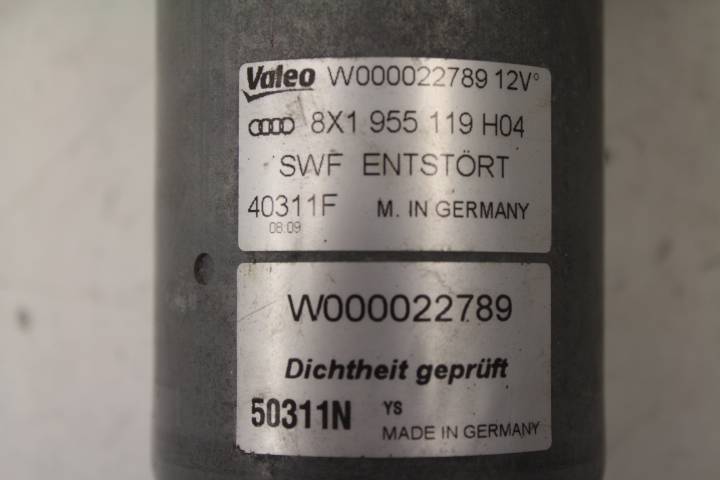 Valeo W000022789 12V°
8X1 955 119 H04
SWF ENTSTÖRT
40311F M. IN GERMANY
08:09
W000022789
Dichtheit geprüft
50311N YS
MADE IN GERMANY